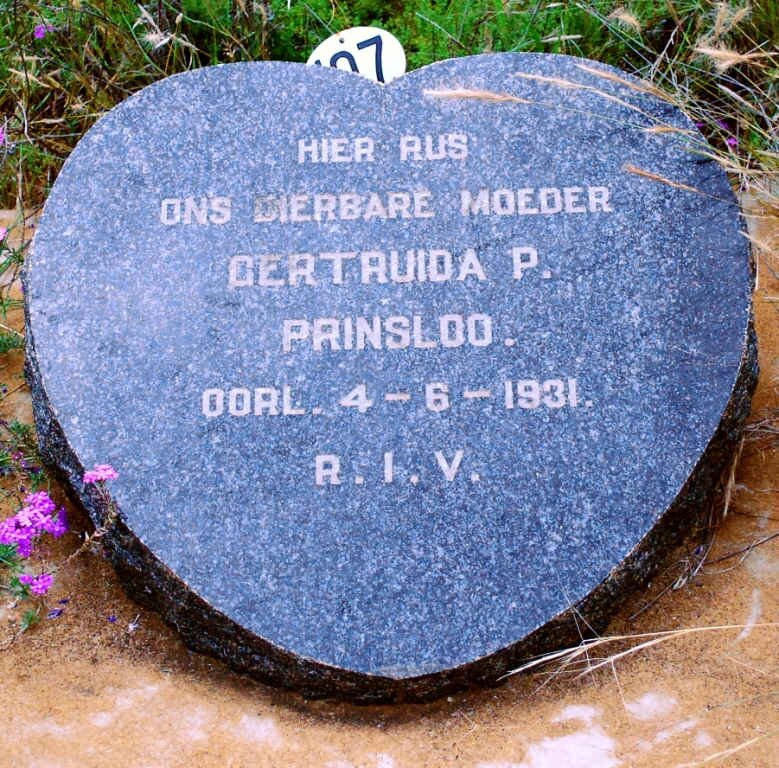 HIER RUS
ONS DIERBARE MOEDER
GERTRUIDA P.
PRINSLOO.
OORL. 4-6-1931.
R.I.V.